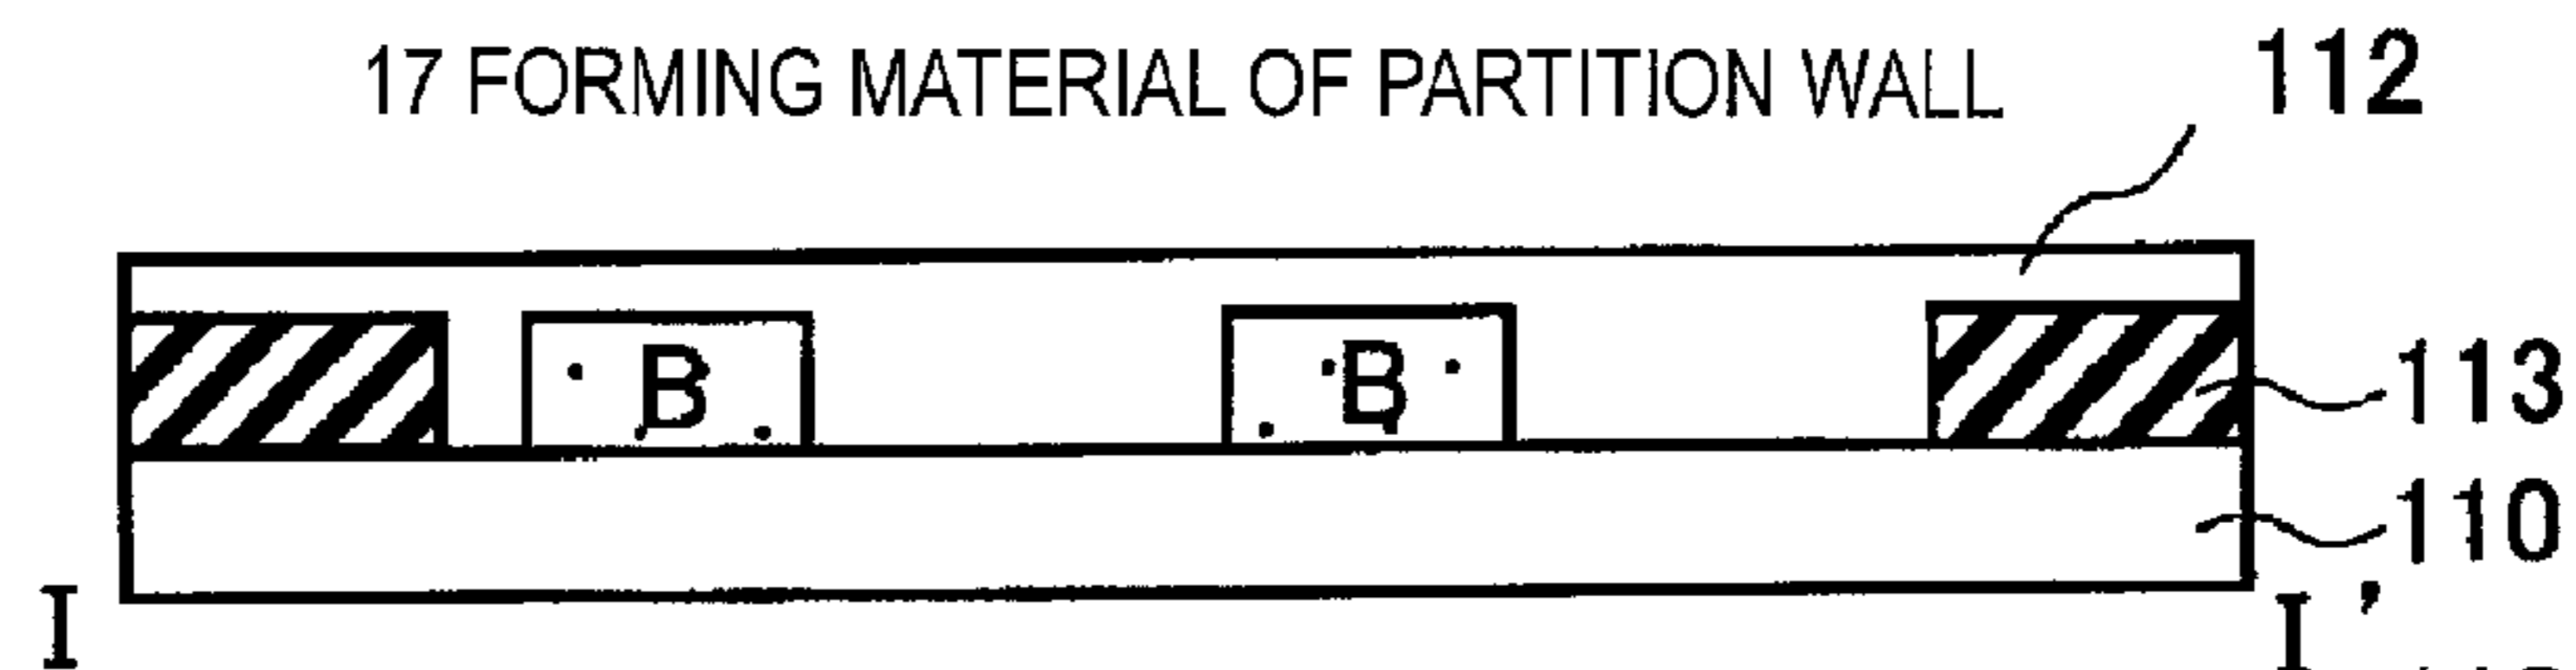 17 FORMING MATERIAL OF PARTITION WALL 112
B B 113
110
I I'